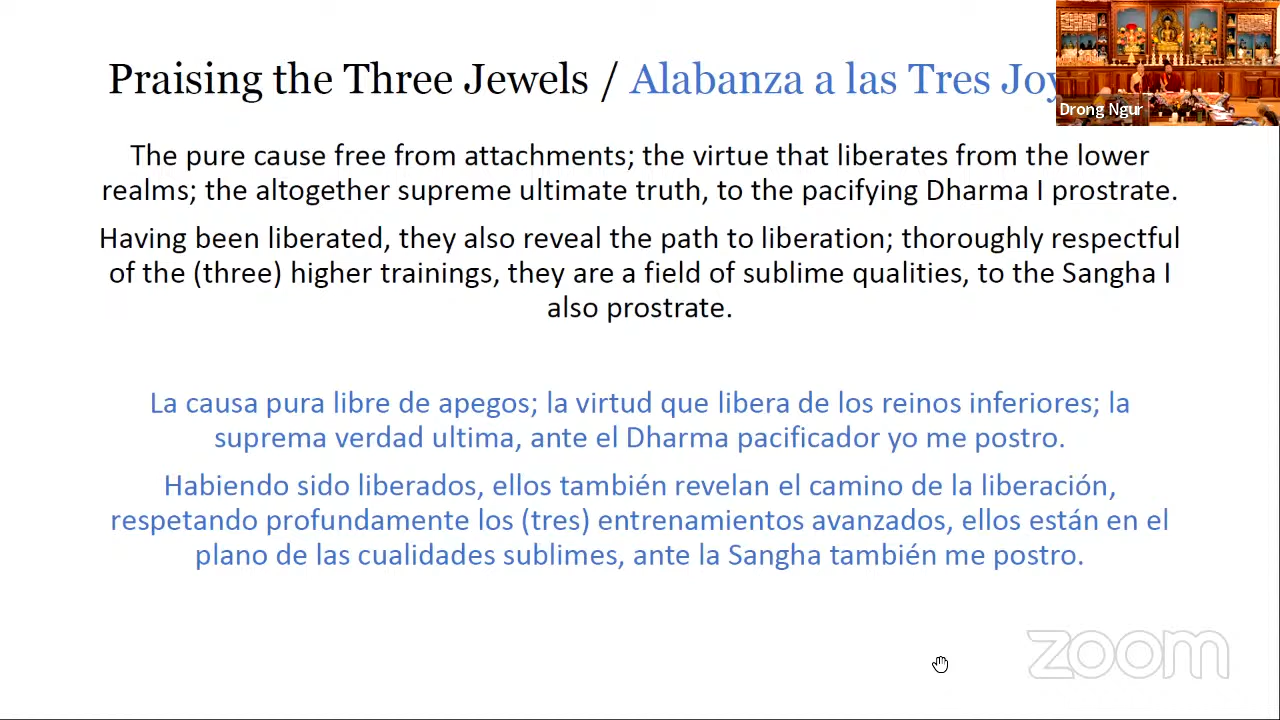 Praising the Three Jewels / Alabanza a las Tres Joy
Drong Ngur
The pure cause free from attachments; the virtue that liberates from the lower
realms; the altogether supreme ultimate truth, to the pacifying Dharma I prostrate.
Having been liberated, they also reveal the path to liberation; thoroughly respectful
of the (three) higher trainings, they are a field of sublime qualities, to the Sangha I
also prostrate.
La causa pura libre de apegos; la virtud que libera de los reinos inferiores; la
suprema verdad ultima, ante el Dharma pacificador yo me postro.
Habiendo sido liberados, ellos también revelan el camino de la liberación,
respetando profundamente los (tres) entrenamientos avanzados, ellos están en el
plano de las cualidades sublimes, ante la Sangha también me postro.
zoom